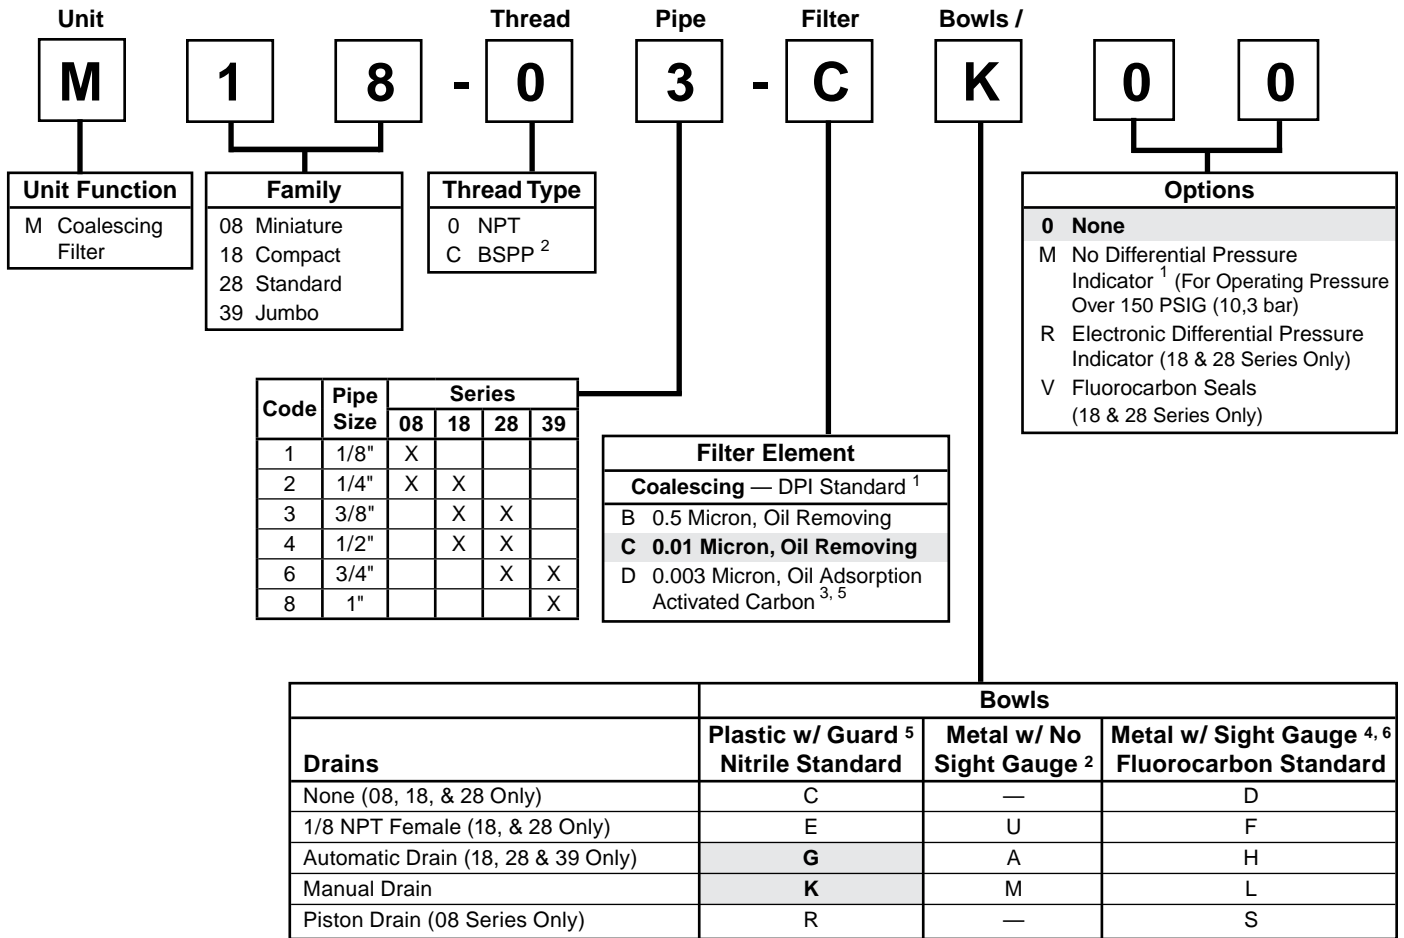 Unit Thread Pipe Filter Bowls /
M 1 8 - 0 3 - C K 0 0
Unit Function
M Coalescing
Filter
Family
08 Miniature
18 Compact
28 Standard
39 Jumbo
Thread Type
0 NPT
C BSPP 2
Options
0 None
M No Differential Pressure
Indicator 1 (For Operating Pressure
Over 150 PSIG (10,3 bar)
R Electronic Differential Pressure
Indicator (18 & 28 Series Only)
V Fluorocarbon Seals
(18 & 28 Series Only)
Code Pipe Size Series
08 18 28 39
1 1/8" X
2 1/4" X X
3 3/8" X X
4 1/2" X X
6 3/4" X X
8 1" X
Filter Element
Coalescing — DPI Standard 1
B 0.5 Micron, Oil Removing
C 0.01 Micron, Oil Removing
D 0.003 Micron, Oil Adsorption
Activated Carbon 3, 5
Bowls
Drains Plastic w/ Guard 5 Nitrile Standard Metal w/ No Sight Gauge 2 Metal w/ Sight Gauge 4, 6 Fluorocarbon Standard
None (08, 18, & 28 Only) C — D
1/8 NPT Female (18, & 28 Only) E U F
Automatic Drain (18, 28 & 39 Only) G A H
Manual Drain K M L
Piston Drain (08 Series Only) R — S